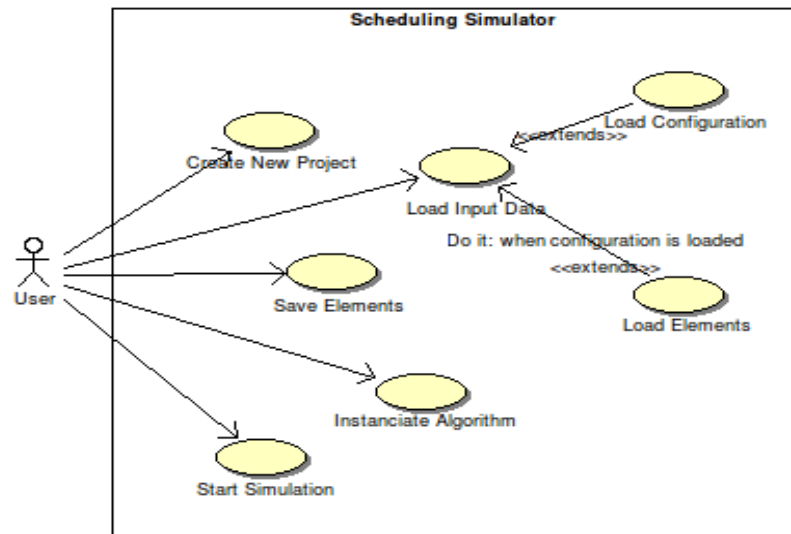 Scheduling Simulator
Load Configuration
<<extends>>
Create New Project
Load Input Data
Do it: when configuration is loaded
<<extends>>
User
Save Elements
Load Elements
Instanciate Algorithm
Start Simulation